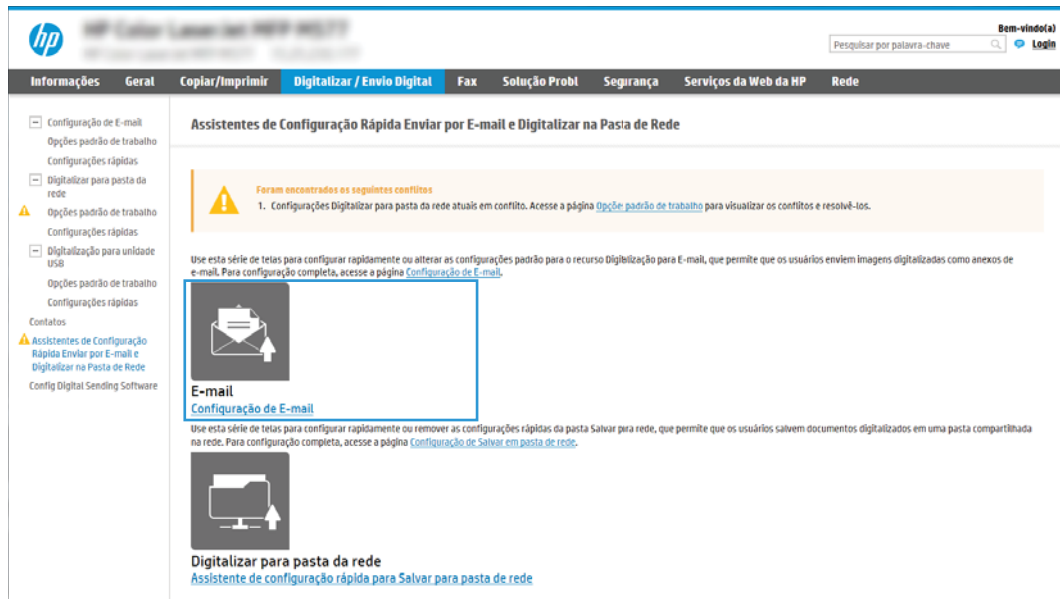 hp
Bem-vindo(a)
Pesquisar por palavra-chave
Login
Informações Geral Copiar/Imprimir Digitalizar / Envio Digital Fax Solução Probl Segurança Serviços da Web da HP Rede
Configuração de E-mail
Opções padrão de trabalho
Configurações rápidas
Digitalizar para pasta da
rede
Opções padrão de trabalho
Configurações rápidas
Digitalização para unidade
USB
Opções padrão de trabalho
Configurações rápidas
Contatos
Assistentes de Configuração
Rápida Enviar por E-mail e
Digitalizar na Pasta de Rede
Config Digital Sending Software
Assistentes de Configuração Rápida Enviar por E-mail e Digitalizar na Pasta de Rede
Foram encontrados os seguintes conflitos
1. Configurações Digitalizar para pasta da rede atuais em conflito. Acesse a página Opções padrão de trabalho para visualizar os conflitos e resolvê-los.
Use esta série de telas para configurar rapidamente ou alterar as configurações padrão para o recurso Digitalização para E-mail, que permite que os usuários enviem imagens digitalizadas como anexos de
e-mail. Para configuração completa, acesse a página Configuração de E-mail.
E-mail
Configuração de E-mail
Use esta série de telas para configurar rapidamente ou remover as configurações rápidas da pasta Salvar pra rede, que permite que os usuários salvem documentos digitalizados em uma pasta compartilhada
na rede. Para configuração completa, acesse a página Configuração de Salvar em pasta de rede.
Digitalizar para pasta da rede
Assistente de configuração rápida para Salvar para pasta de rede